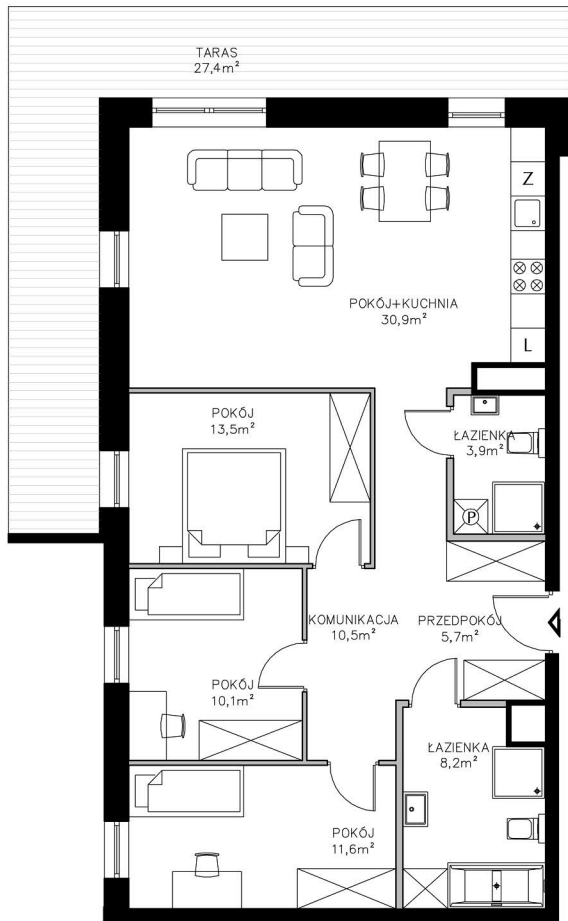 TARAS
27,4m²
Z
POKÓJ+KUCHNIA
30,9m²
L
POKÓJ
13,5m²
ŁAZIENKA
3,9m²
P
KOMUNIKACJA
10,5m²
PRZEDPOKÓJ
5,7m²
POKÓJ
10,1m²
ŁAZIENKA
8,2m²
POKÓJ
11,6m²